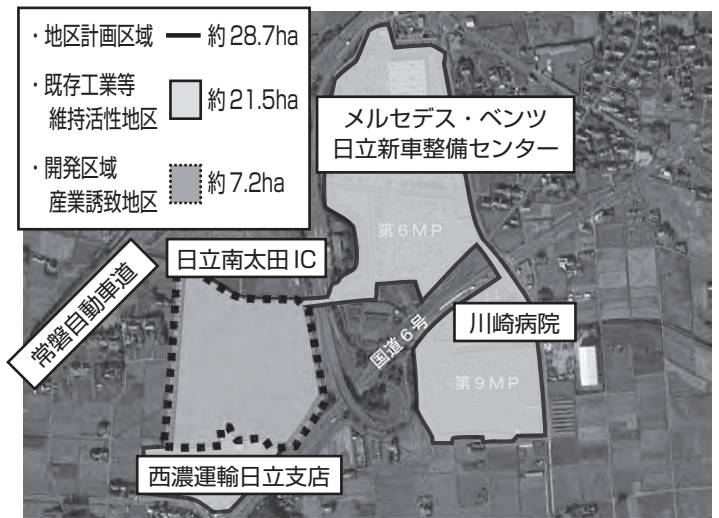 ・地区計画区域 約28.7ha
・既存工業等
維持活性地区 約21.5ha
・開発区域
産業誘致地区 約7.2ha
メルセデス・ベンツ
日立新車整備センター
第6MP
日立南太田IC
常磐自動車道
国道6号
川崎病院
第9MP
西濃運輸日立支店